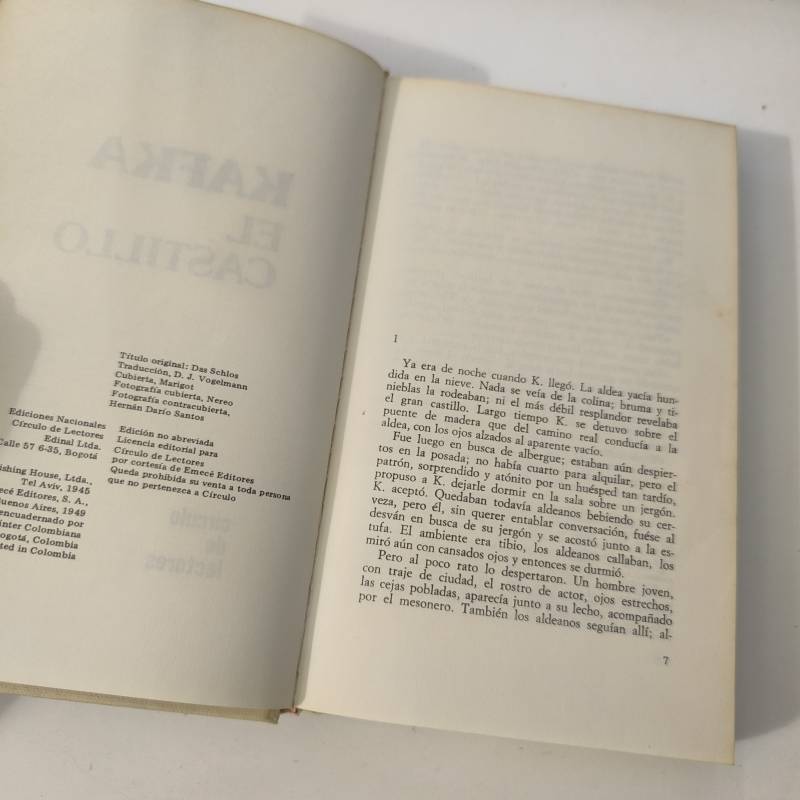 KAFKA
EL
CASTILLO
Título original: Das Schlos
Traducción, D. J. Vogelmann
Cubierta, Marigot
Fotografía cubierta, Nereo
Fotografía contracubierta,
Hernán Darío Santos
Ediciones Nacionales
Círculo de Lectores
Edinal Ltda.
Calle 57 6-35, Bogotá
Edición no abreviada
Licencia editorial para
Círculo de Lectores
por cortesía de Emecé Editores
Queda prohibida su venta a toda persona
que no pertenezca a Círculo
ishing House, Ltda.,
Tel Aviv, 1945
mecé Editores, S. A.,
Buenos Aires, 1949
encuadernado por
inter Colombiana
ogotá, Colombia
ted in Colombia
círculo
de
lectores
I
Ya era de noche cuando K. llegó. La aldea yacía hun-
dida en la nieve. Nada se veía de la colina; bruma y ti-
nieblas la rodeaban; ni el más débil resplandor revelaba
el gran castillo. Largo tiempo K. se detuvo sobre el
puente de madera que del camino real conducía a la
aldea, con los ojos alzados al aparente vacío.
Fue luego en busca de albergue; estaban aún despier-
tos en la posada; no había cuarto para alquilar, pero el
patrón, sorprendido y atónito por un huésped tan tardío,
propuso a K. dejarle dormir en la sala sobre un jergón.
K. aceptó. Quedaban todavía aldeanos bebiendo su cer-
veza, pero él, sin querer entablar conversación, fuése al
desván en busca de su jergón y se acostó junto a la es-
tufa. El ambiente era tibio, los aldeanos callaban, los
miró aún con cansados ojos y entonces se durmió.
Pero al poco rato lo despertaron. Un hombre joven,
con traje de ciudad, el rostro de actor, ojos estrechos,
las cejas pobladas, aparecía junto a su lecho, acompañado
por el mesonero. También los aldeanos seguían allí; al-
7